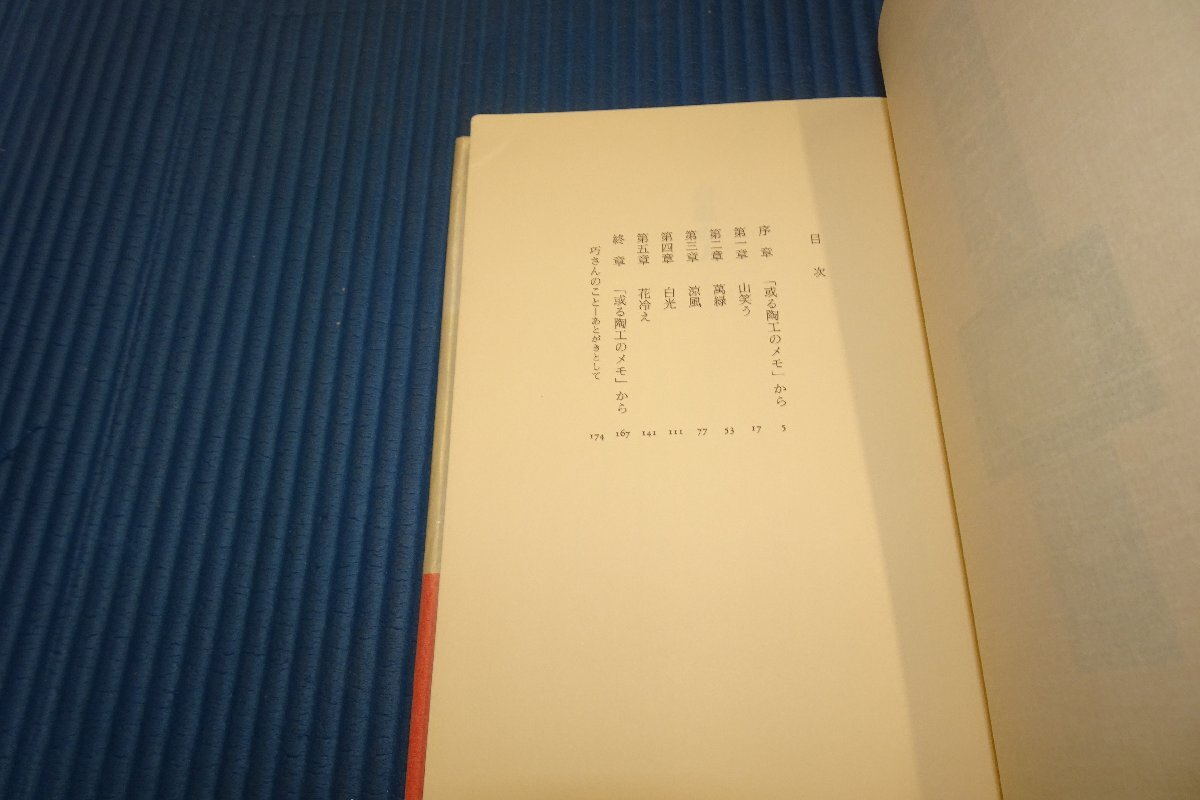 目次
序章 「或る陶工のメモ」から 5
第一章 山笑う 17
第二章 萬緑 53
第三章 涼風 77
第四章 白光 111
第五章 花冷え 141
終章 「或る陶工のメモ」から 167
巧さんのこと―あとがきとして 174